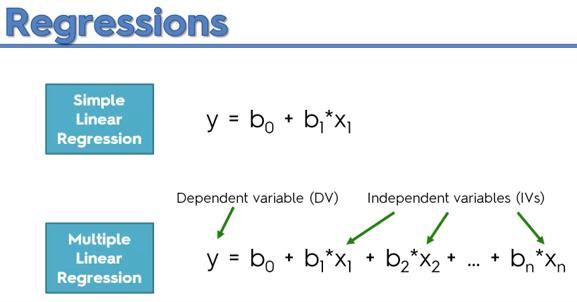 Regressions
Simple
Linear
Regression
y = b₀ + b₁*x₁
Dependent variable (DV)
Independent variables (IVs)
Multiple
Linear
Regression
y = b₀ + b₁*x₁ + b₂*x₂ + ... + bₙ*xₙ